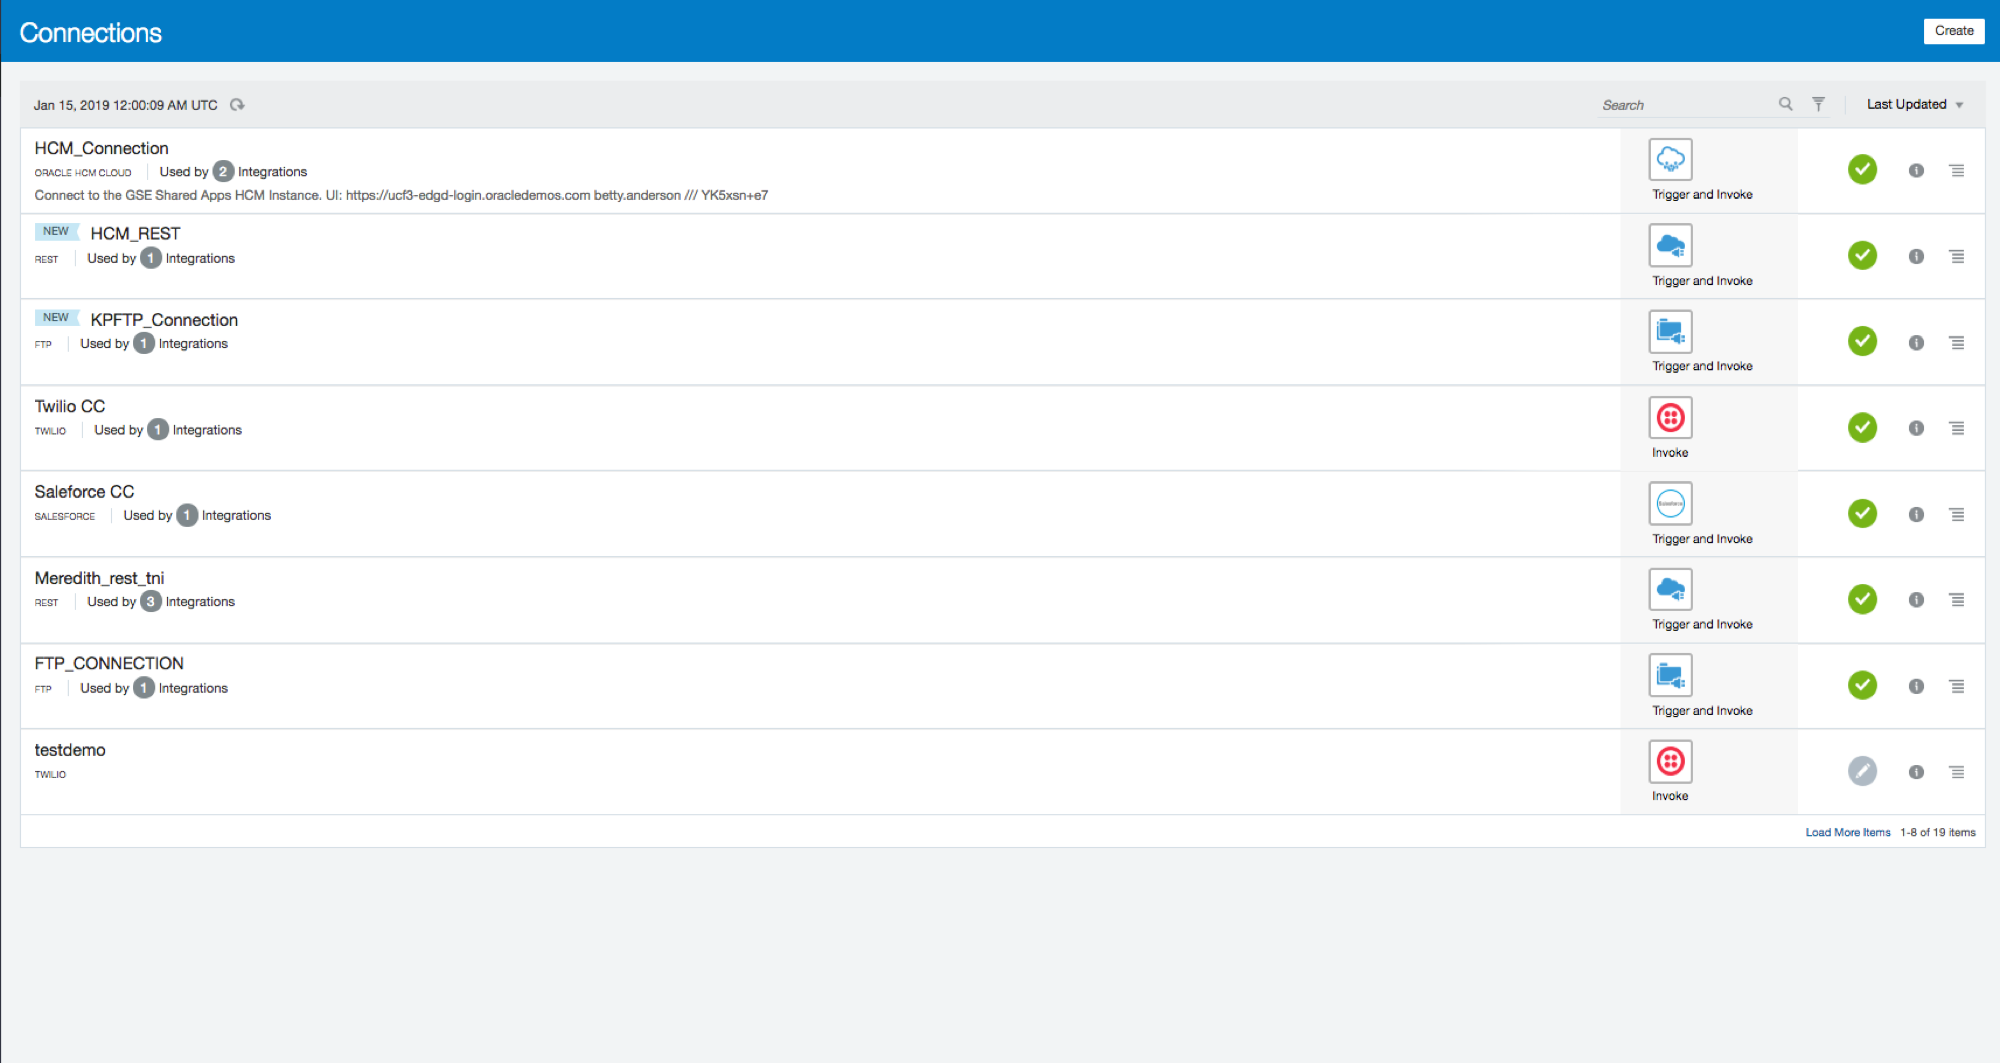 Connections
Create
Jan 15, 2019 12:00:09 AM UTC
Search
Last Updated
HCM_Connection
ORACLE HCM CLOUD Used by 2 Integrations
Connect to the GSE Shared Apps HCM Instance. UI: https://ucf3-edgd-login.oracledemos.com betty.anderson /// YK5xsn+e7
Trigger and Invoke
NEW HCM_REST
REST Used by 1 Integrations
Trigger and Invoke
NEW KPFTP_Connection
FTP Used by 1 Integrations
Trigger and Invoke
Twilio CC
TWILIO Used by 1 Integrations
Invoke
Saleforce CC
SALESFORCE Used by 1 Integrations
salesforce
Trigger and Invoke
Meredith_rest_tni
REST Used by 3 Integrations
Trigger and Invoke
FTP_CONNECTION
FTP Used by 1 Integrations
Trigger and Invoke
testdemo
TWILIO
Invoke
Load More Items 1-8 of 19 items